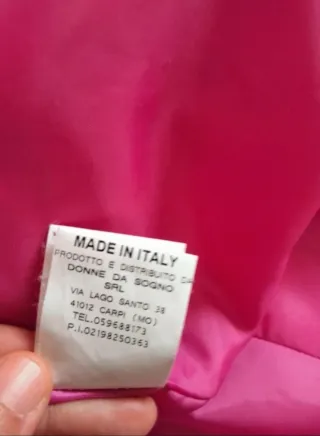 MADE IN ITALY
PRODOTTO E DISTRIBUITO DA
DONNE DA SOGNO
SRL
VIA LAGO SANTO 38
41012 CARPI (MO)
TEL.059688173
P.I.02198250363